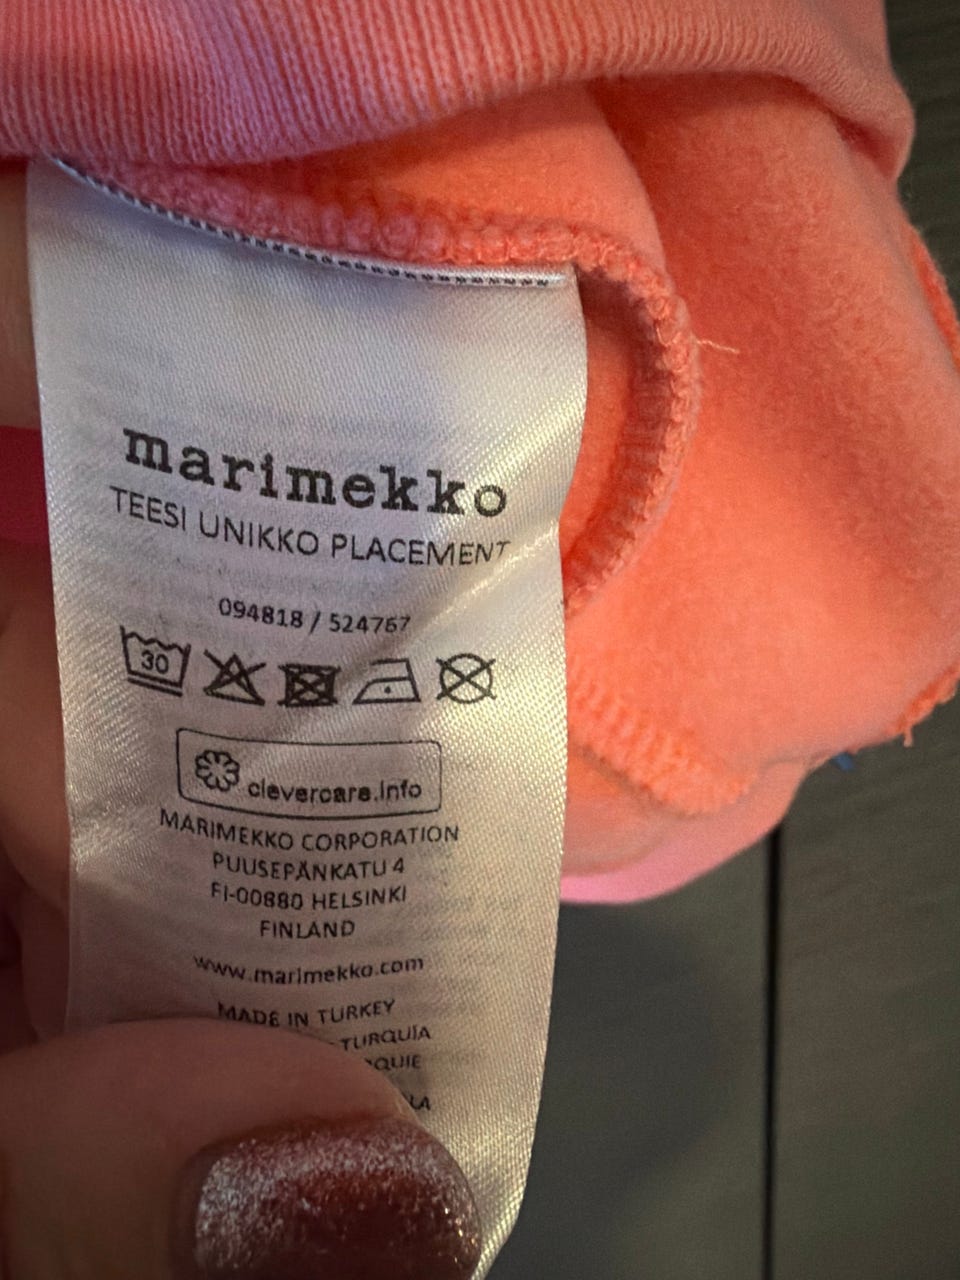 marimekko
TEESI UNIKKO PLACEMENT
094818 / 524767
30
clevercare.info
MARIMEKKO CORPORATION
PUUSEPÄNKATU 4
FI-00880 HELSINKI
FINLAND
www.marimekko.com
MADE IN TURKEY
TURQUÍA